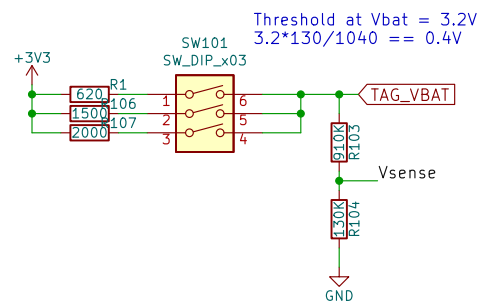 Threshold at Vbat = 3.2V
3.2*130/1040 == 0.4V
SW101
SW_DIP_x03
+3V3
R1
620
1
6
TAG_VBAT
R106
1500
2
5
R107
2000
3
4
910K
R103
Vsense
130K
R104
GND